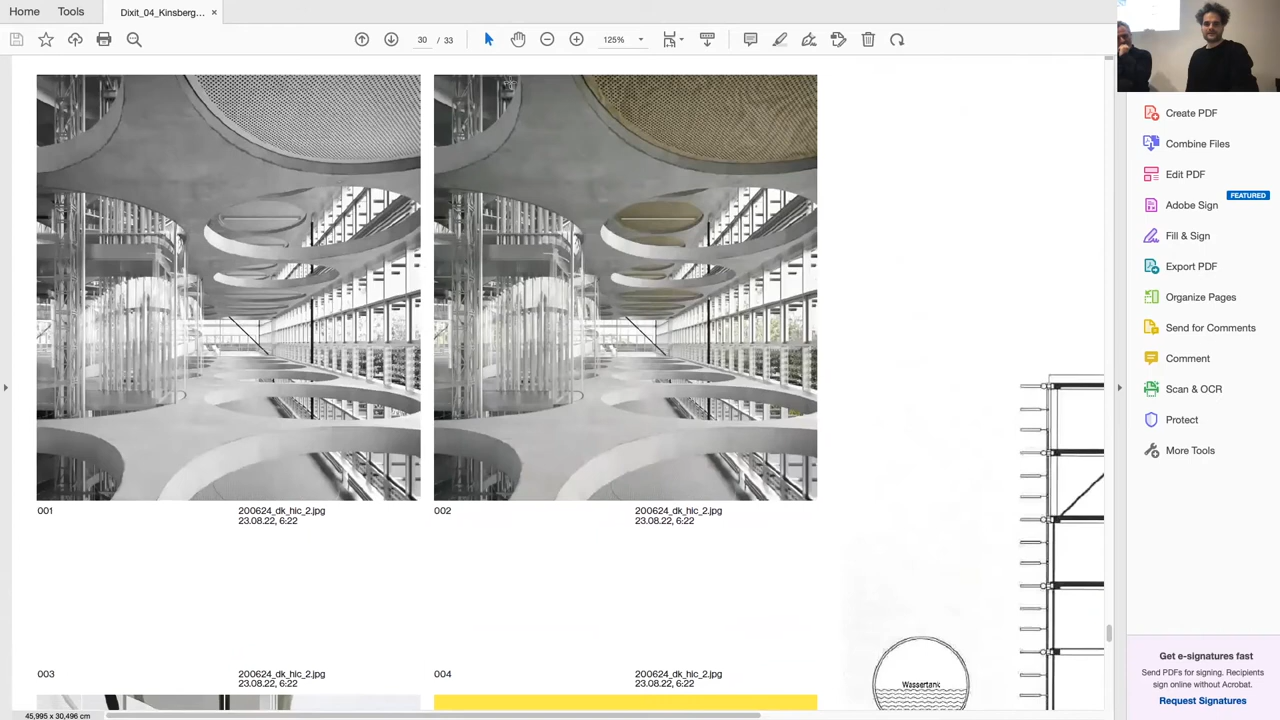 Home
Tools
Dixit_04_Kinsberg...
30 / 33
125%
Create PDF
Combine Files
Edit PDF
FEATURED
Adobe Sign
Fill & Sign
Export PDF
Organize Pages
Send for Comments
Comment
Scan & OCR
Protect
More Tools
001
200624_dk_hic_2.jpg
23.08.22, 6:22
002
200624_dk_hic_2.jpg
23.08.22, 6:22
003
200624_dk_hic_2.jpg
23.08.22, 6:22
004
200624_dk_hic_2.jpg
23.08.22, 6:22
Wassertank
Get e-signatures fast
Send PDFs for signing. Recipients
sign online without Acrobat.
Request Signatures
45,995 x 30,496 cm